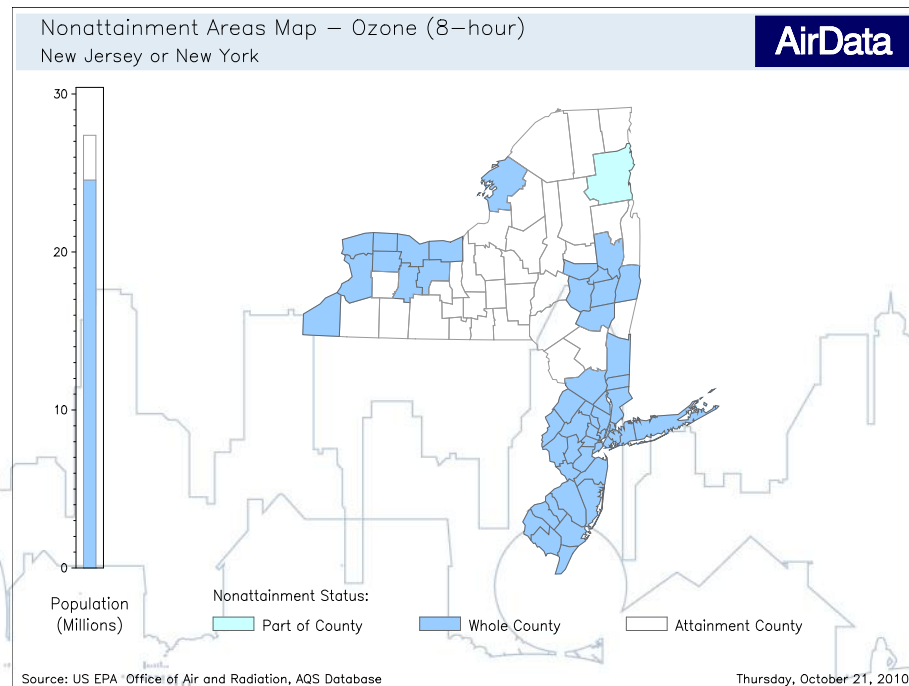 Nonattainment Areas Map – Ozone (8–hour)
New Jersey or New York
AirData
30
20
10
0
Population
(Millions)
Nonattainment Status:
Part of County
Whole County
Attainment County
Source: US EPA Office of Air and Radiation, AQS Database
Thursday, October 21, 2010